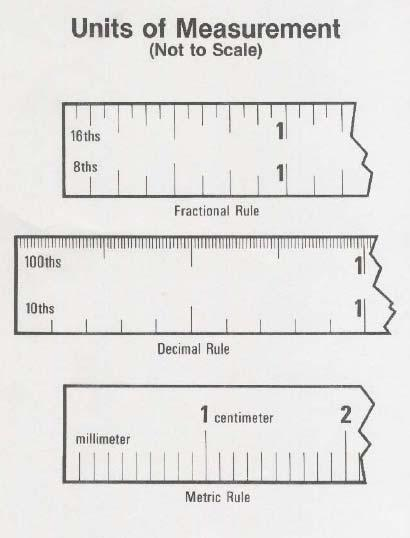 Units of Measurement
(Not to Scale)
16ths
1
8ths
1
Fractional Rule
100ths
1
10ths
1
Decimal Rule
1 centimeter 2
millimeter
Metric Rule